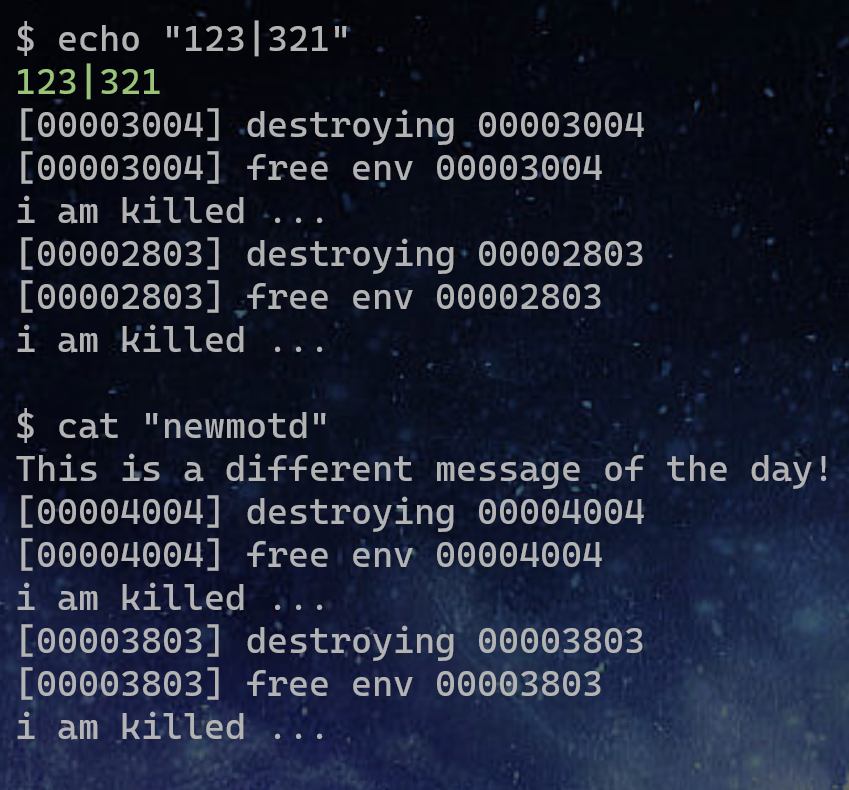 $ echo "123|321"
123|321
[00003004] destroying 00003004
[00003004] free env 00003004
i am killed ...
[00002803] destroying 00002803
[00002803] free env 00002803
i am killed ...
$ cat "newmotd"
This is a different message of the day!
[00004004] destroying 00004004
[00004004] free env 00004004
i am killed ...
[00003803] destroying 00003803
[00003803] free env 00003803
i am killed ...